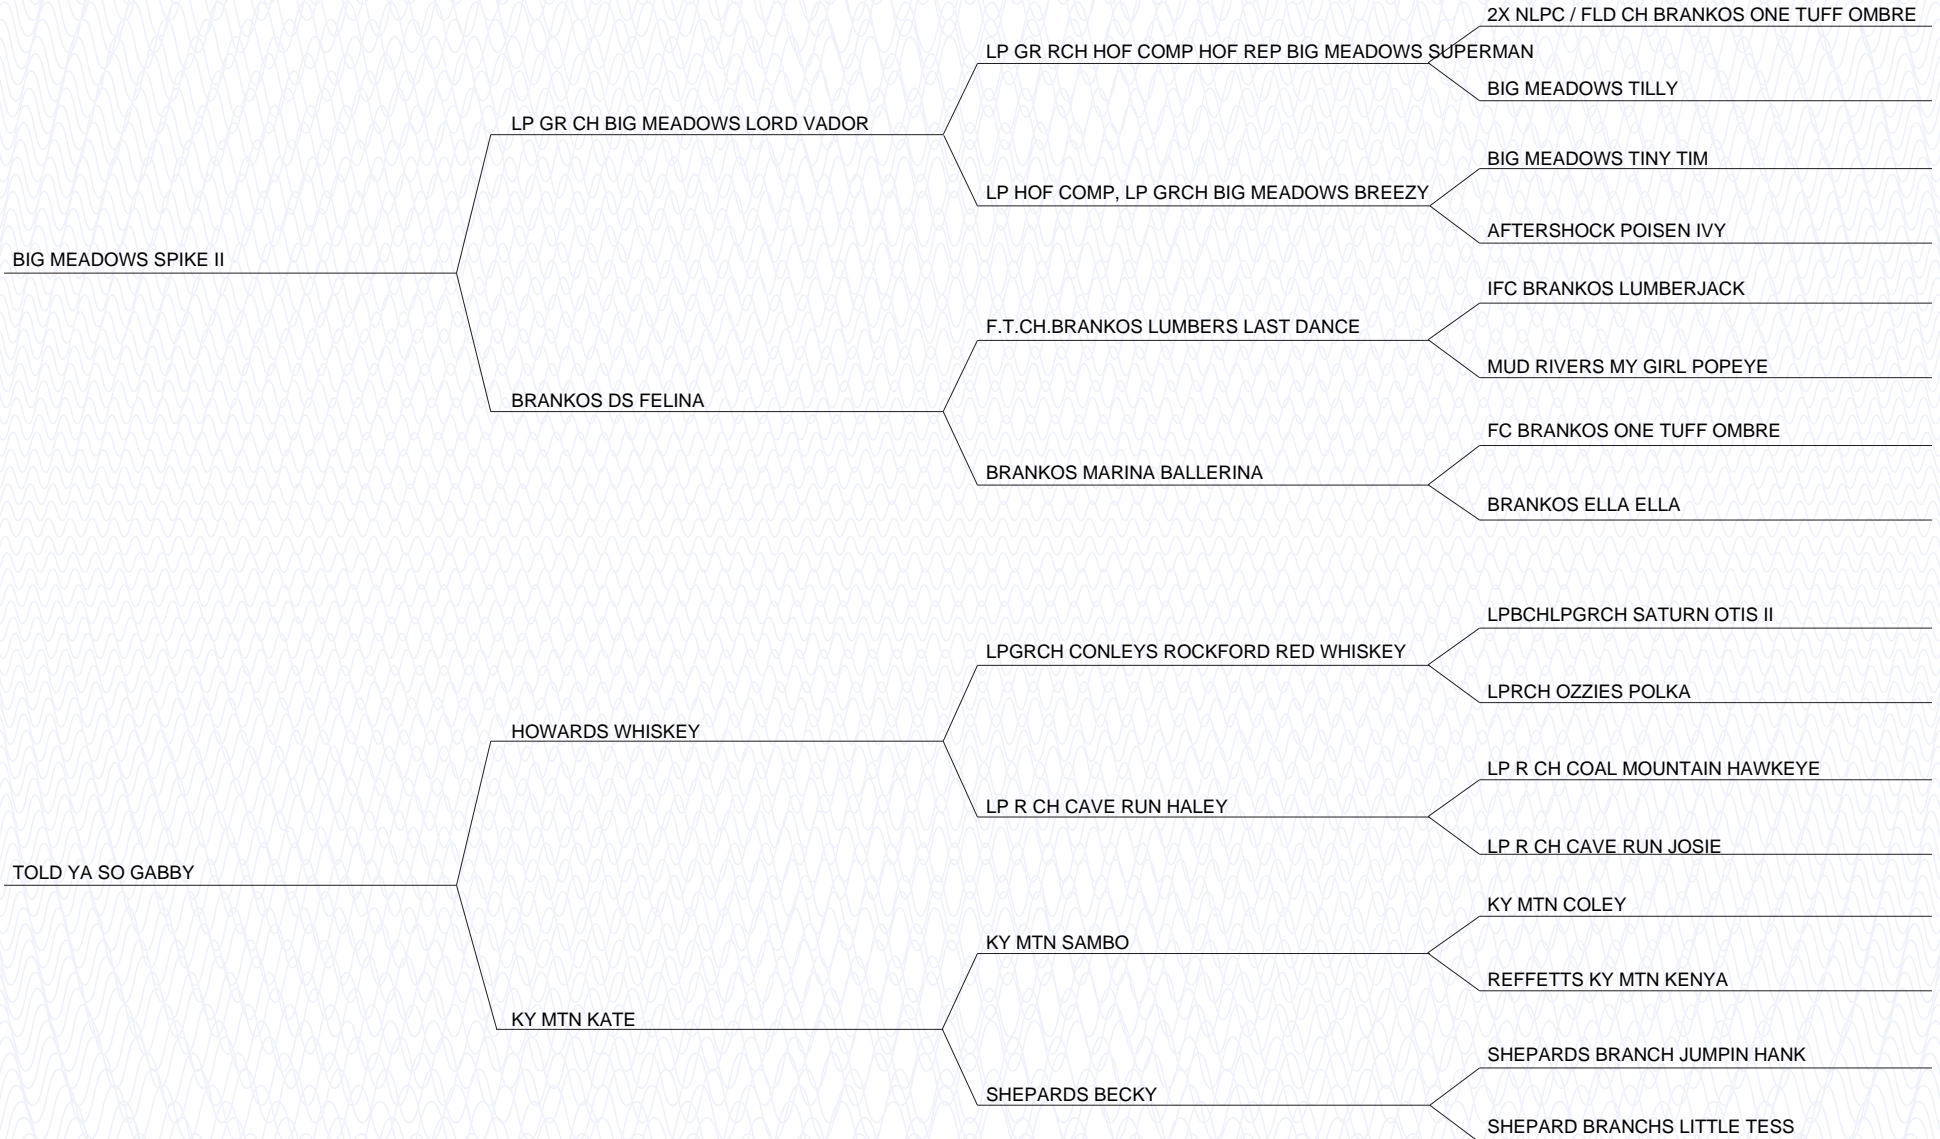 2X NLPC / FLD CH BRANKOS ONE TUFF OMBRE
LP GR RCH HOF COMP HOF REP BIG MEADOWS SUPERMAN
BIG MEADOWS TILLY
LP GR CH BIG MEADOWS LORD VADOR
BIG MEADOWS TINY TIM
LP HOF COMP, LP GRCH BIG MEADOWS BREEZY
AFTERSHOCK POISEN IVY
BIG MEADOWS SPIKE II
IFC BRANKOS LUMBERJACK
F.T.CH.BRANKOS LUMBERS LAST DANCE
MUD RIVERS MY GIRL POPEYE
BRANKOS DS FELINA
FC BRANKOS ONE TUFF OMBRE
BRANKOS MARINA BALLERINA
BRANKOS ELLA ELLA
LPBCHLPGRCH SATURN OTIS II
LPGRCH CONLEYS ROCKFORD RED WHISKEY
LPRCH OZZIES POLKA
HOWARDS WHISKEY
LP R CH COAL MOUNTAIN HAWKEYE
LP R CH CAVE RUN HALEY
LP R CH CAVE RUN JOSIE
TOLD YA SO GABBY
KY MTN COLEY
KY MTN SAMBO
REFFETTS KY MTN KENYA
KY MTN KATE
SHEPARDS BRANCH JUMPIN HANK
SHEPARDS BECKY
SHEPARD BRANCHS LITTLE TESS